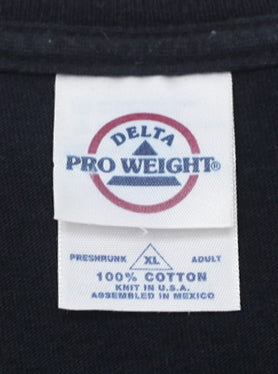 DELTA
PRO WEIGHT®
PRESHRUNK XL ADULT
100% COTTON
KNIT IN U.S.A.
ASSEMBLED IN MEXICO